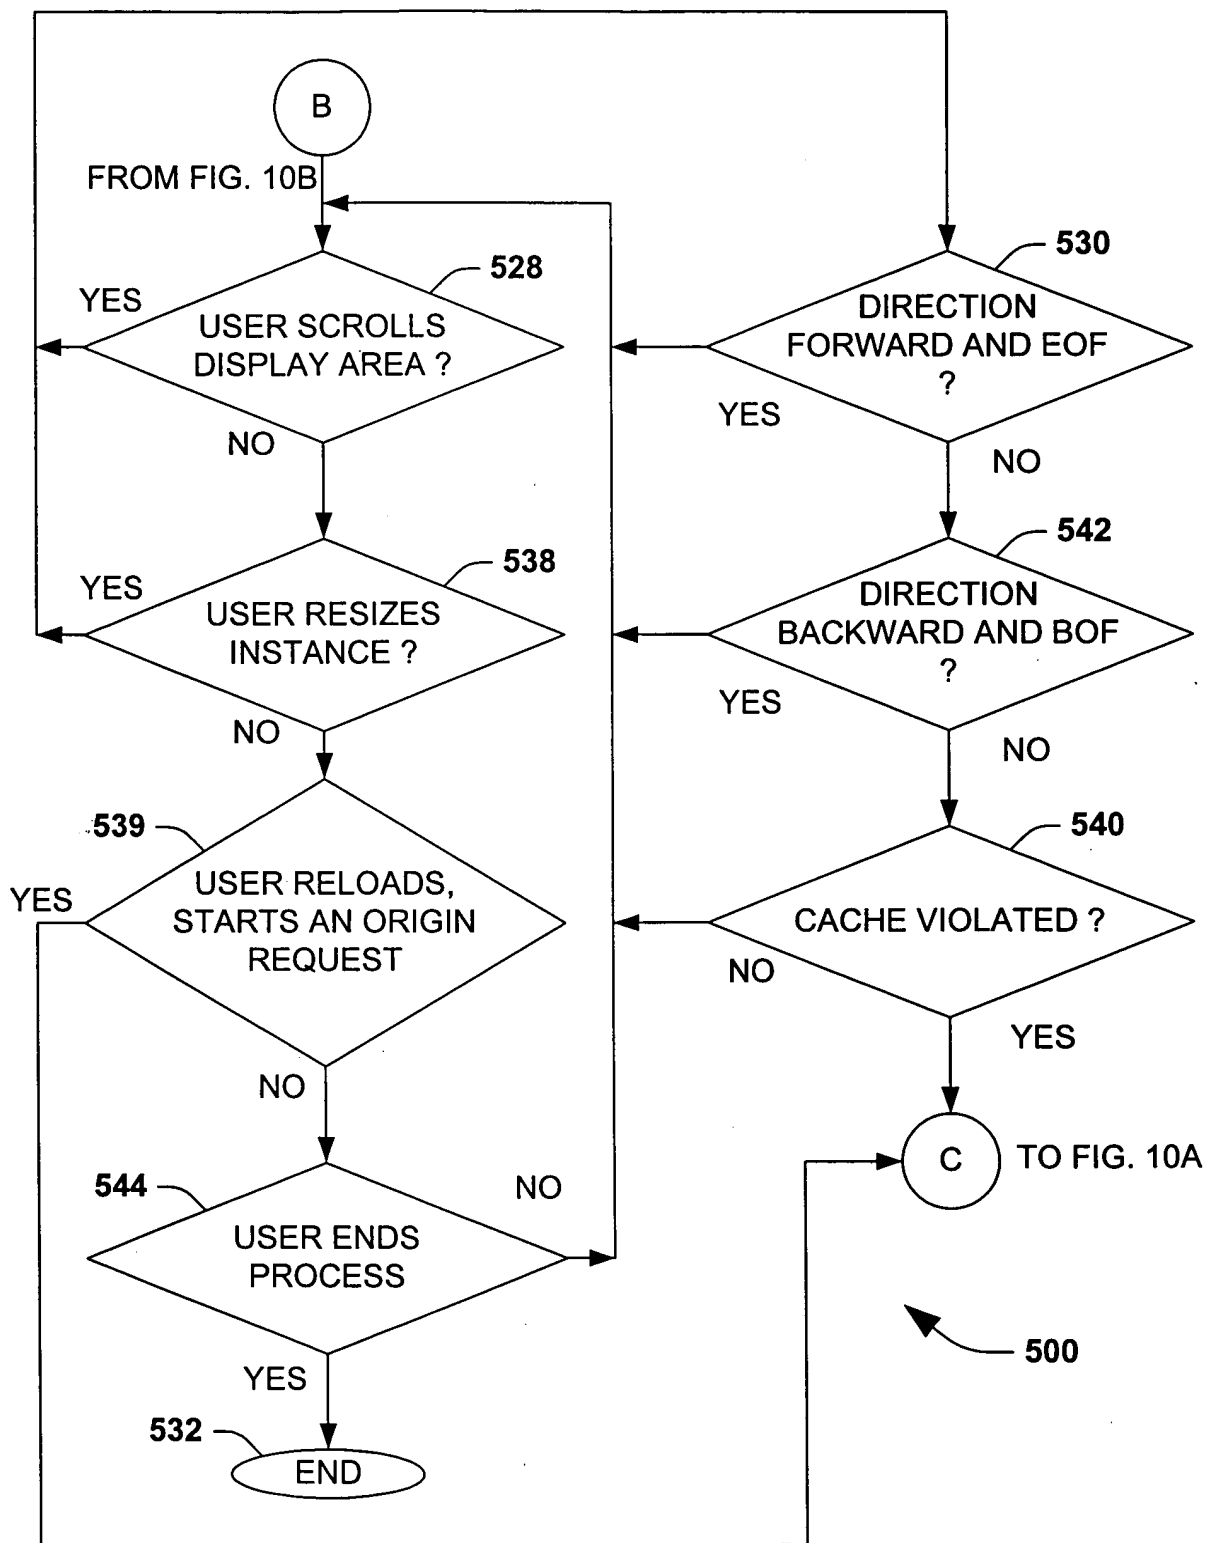 B
FROM FIG. 10B
528
YES
USER SCROLLS
DISPLAY AREA ?
NO
538
YES
USER RESIZES
INSTANCE ?
NO
539
YES
USER RELOADS,
STARTS AN ORIGIN
REQUEST
NO
544
NO
USER ENDS
PROCESS
YES
532
END
530
DIRECTION
FORWARD AND EOF
?
YES
NO
542
DIRECTION
BACKWARD AND BOF
?
YES
NO
540
CACHE VIOLATED ?
NO
YES
C
TO FIG. 10A
500